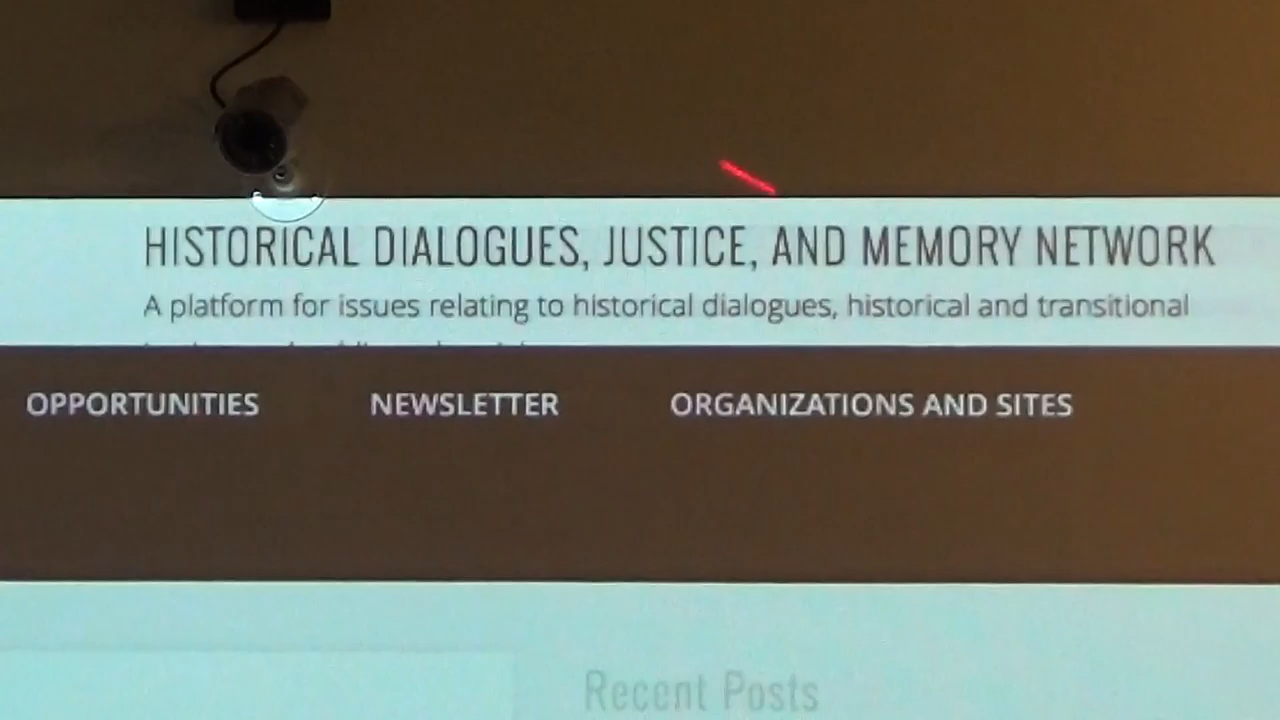 HISTORICAL DIALOGUES, JUSTICE, AND MEMORY NETWORK
A platform for issues relating to historical dialogues, historical and transitional
OPPORTUNITIES NEWSLETTER ORGANIZATIONS AND SITES
Recent Posts